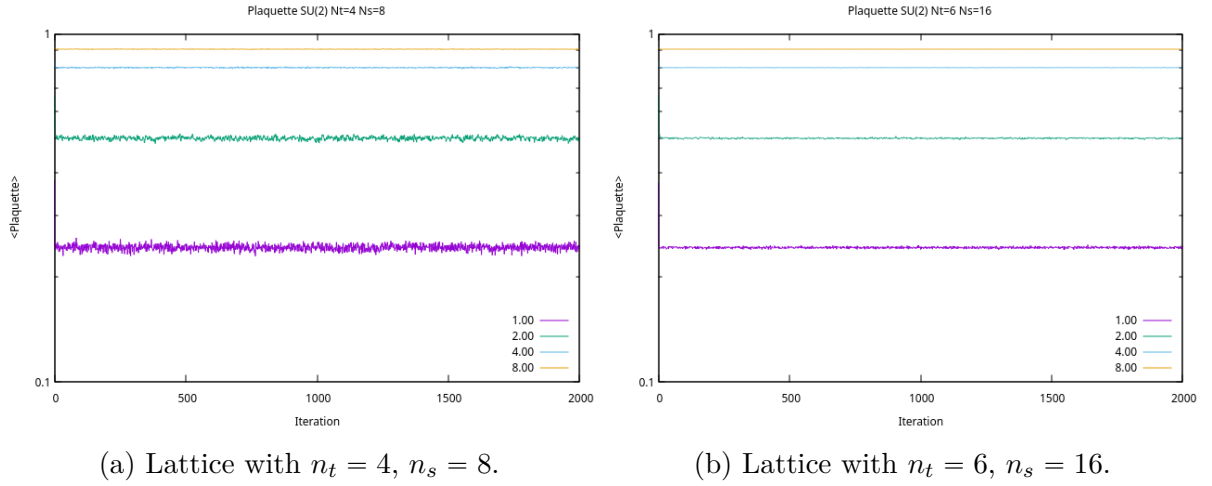 Plaquette SU(2) Nt=4 Ns=8
1
<Plaquette>
1.00
2.00
4.00
8.00
0.1
0
500
1000
1500
2000
Iteration
(a) Lattice with nt = 4, ns = 8.
Plaquette SU(2) Nt=6 Ns=16
1
<Plaquette>
1.00
2.00
4.00
8.00
0.1
0
500
1000
1500
2000
Iteration
(b) Lattice with nt = 6, ns = 16.